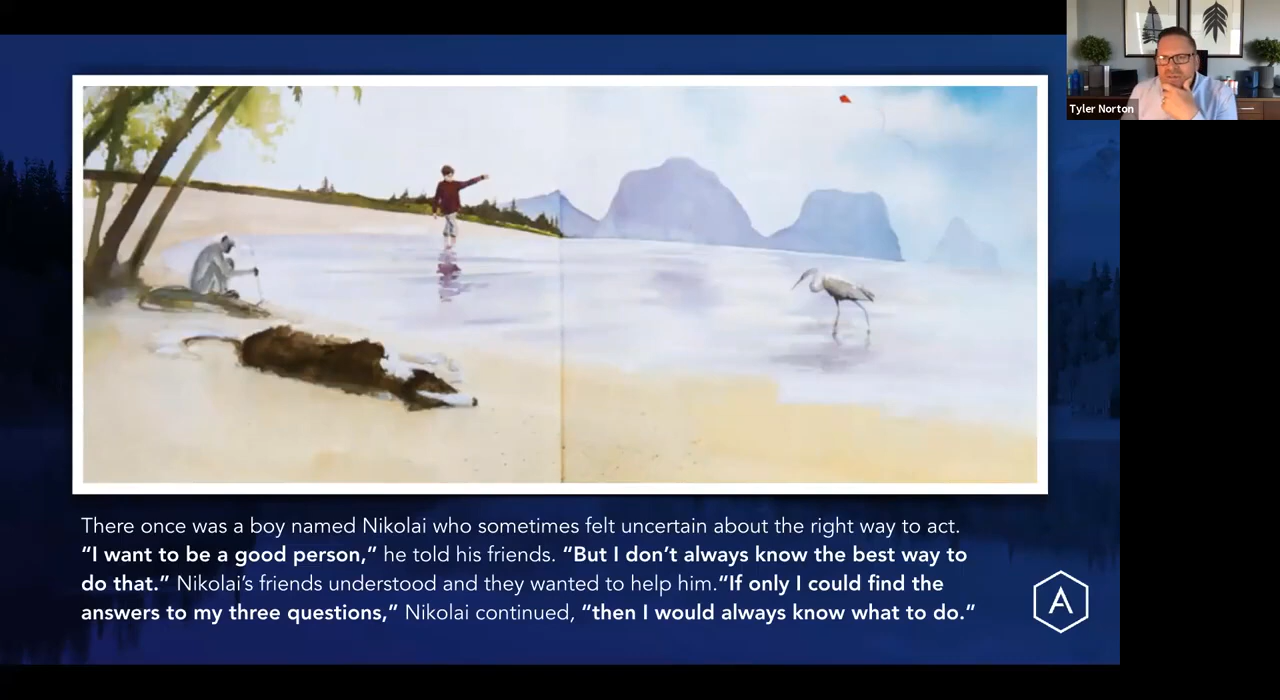 Tyler Norton
There once was a boy named Nikolai who sometimes felt uncertain about the right way to act.
“I want to be a good person,” he told his friends. “But I don’t always know the best way to
do that.” Nikolai’s friends understood and they wanted to help him.“If only I could find the
answers to my three questions,” Nikolai continued, “then I would always know what to do.”
A